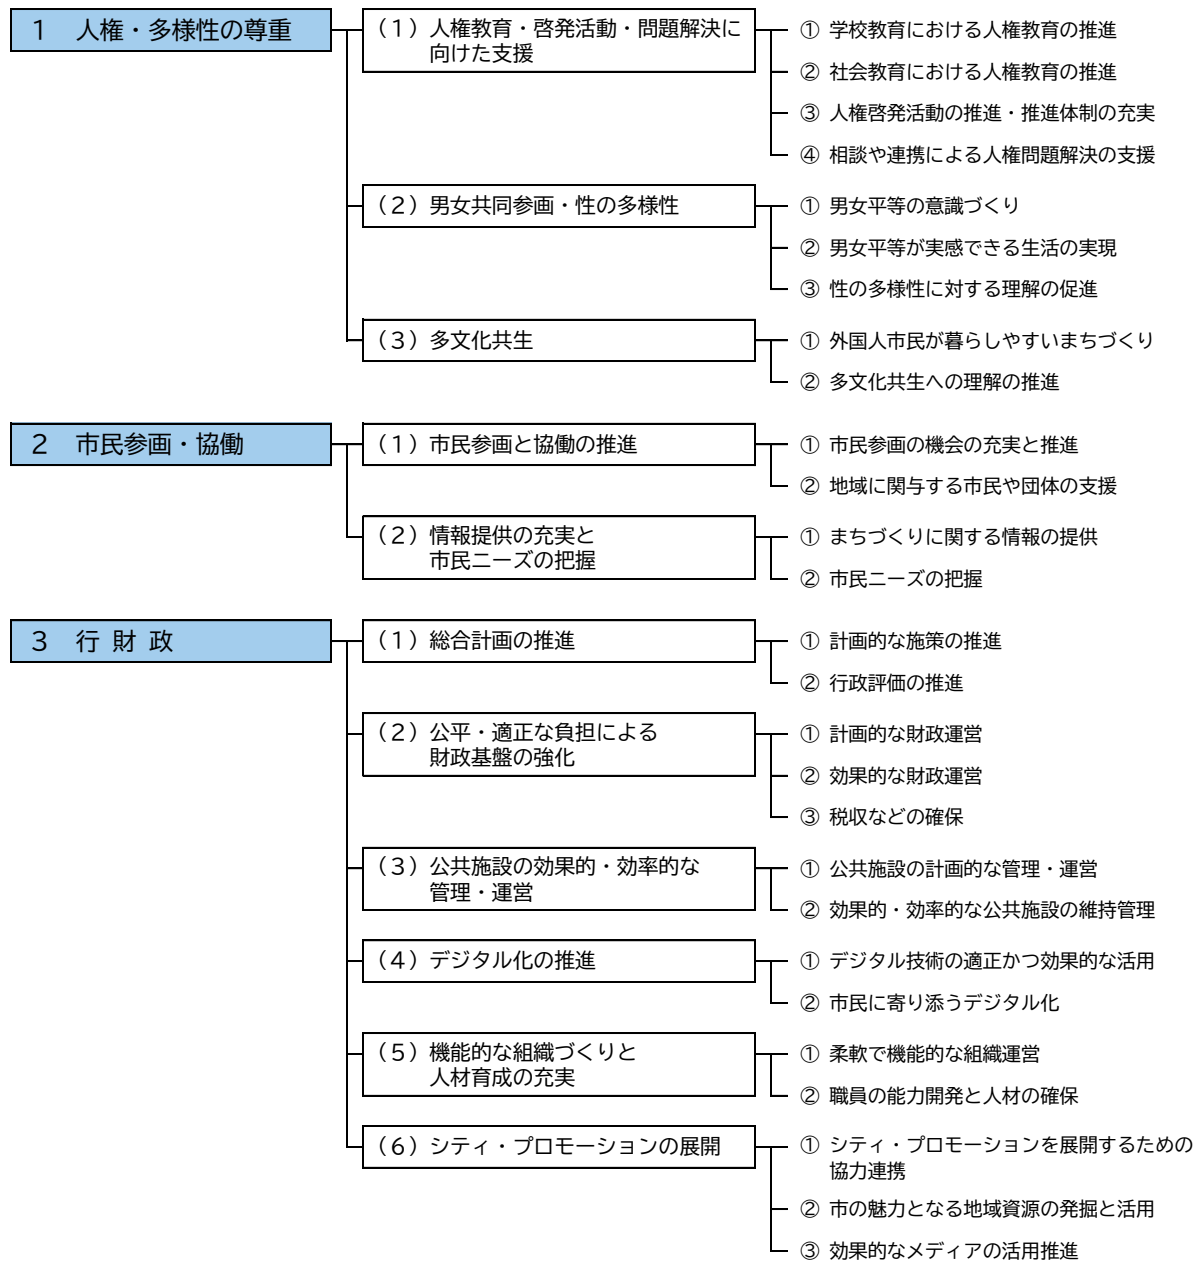 1 人権・多様性の尊重
（1）人権教育・啓発活動・問題解決に
向けた支援
① 学校教育における人権教育の推進
② 社会教育における人権教育の推進
③ 人権啓発活動の推進・推進体制の充実
④ 相談や連携による人権問題解決の支援
（2）男女共同参画・性の多様性
① 男女平等の意識づくり
② 男女平等が実感できる生活の実現
③ 性の多様性に対する理解の促進
（3）多文化共生
① 外国人市民が暮らしやすいまちづくり
② 多文化共生への理解の推進
2 市民参画・協働
（1）市民参画と協働の推進
① 市民参画の機会の充実と推進
② 地域に関与する市民や団体の支援
（2）情報提供の充実と
市民ニーズの把握
① まちづくりに関する情報の提供
② 市民ニーズの把握
3 行 財 政
（1）総合計画の推進
① 計画的な施策の推進
② 行政評価の推進
（2）公平・適正な負担による
財政基盤の強化
① 計画的な財政運営
② 効果的な財政運営
③ 税収などの確保
（3）公共施設の効果的・効率的な
管理・運営
① 公共施設の計画的な管理・運営
② 効果的・効率的な公共施設の維持管理
（4）デジタル化の推進
① デジタル技術の適正かつ効果的な活用
② 市民に寄り添うデジタル化
（5）機能的な組織づくりと
人材育成の充実
① 柔軟で機能的な組織運営
② 職員の能力開発と人材の確保
（6）シティ・プロモーションの展開
① シティ・プロモーションを展開するための
協力連携
② 市の魅力となる地域資源の発掘と活用
③ 効果的なメディアの活用推進